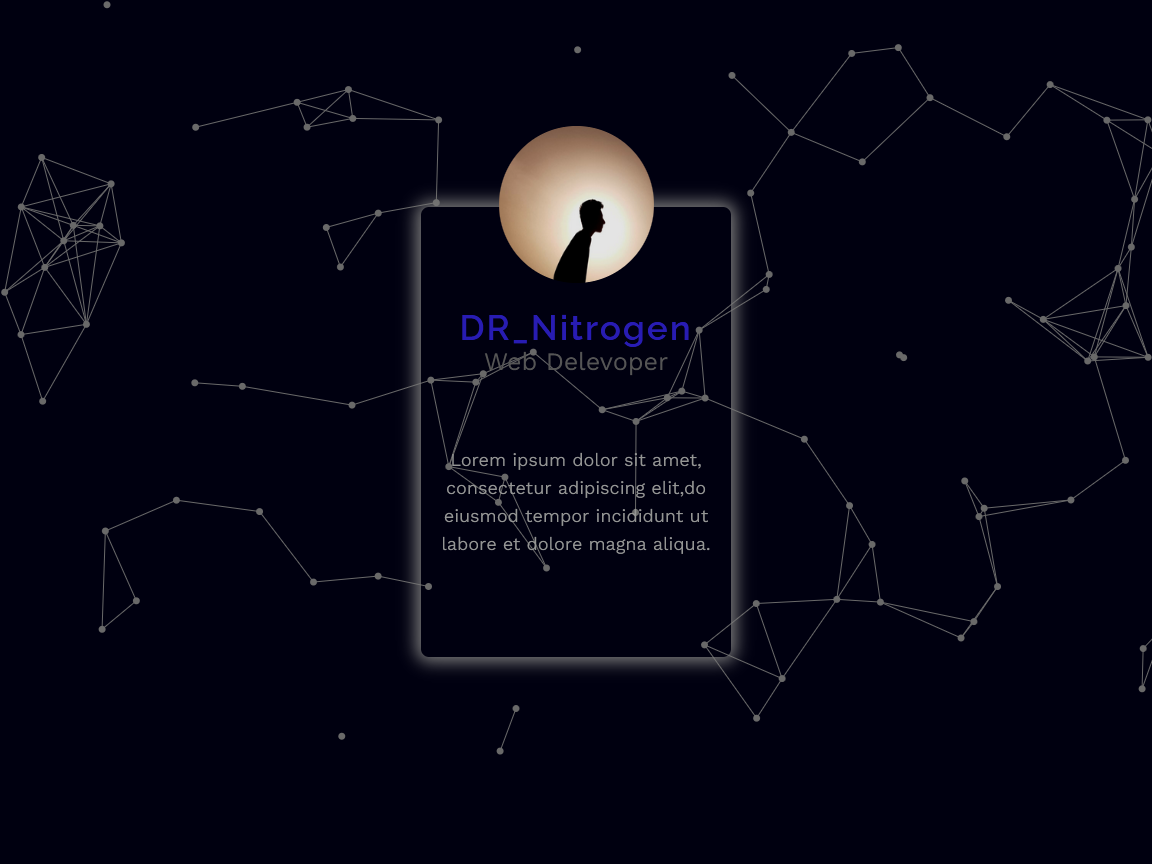 DR_Nitrogen
Web Delevoper
Lorem ipsum dolor sit amet,
consectetur adipiscing elit,do
eiusmod tempor incididunt ut
labore et dolore magna aliqua.